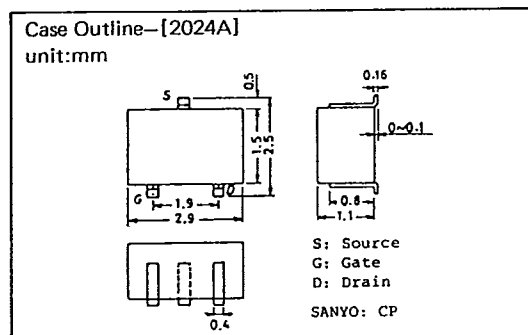 Case Outline–[2024A]
unit:mm
0.16
S
0.5
0~0.1
1.5
2.5
G
D
1.9
2.9
0.8
1.1
S: Source
G: Gate
D: Drain
SANYO: CP
0.4